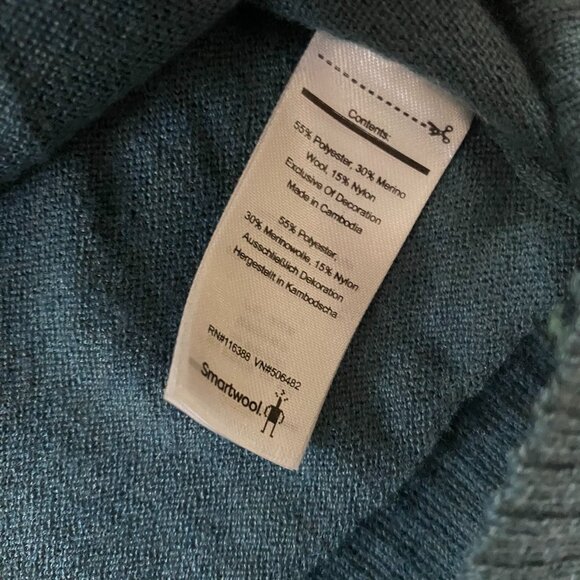 Contents:
55% Polyester, 30% Merino
Wool, 15% Nylon
Exclusive Of Decoration
Made in Cambodia
55% Polyester,
30% Merinowolle, 15% Nylon
Ausschließlich Dekoration
Hergestellt in Kambodscha
RN#116388 VN#506482
Smartwool.